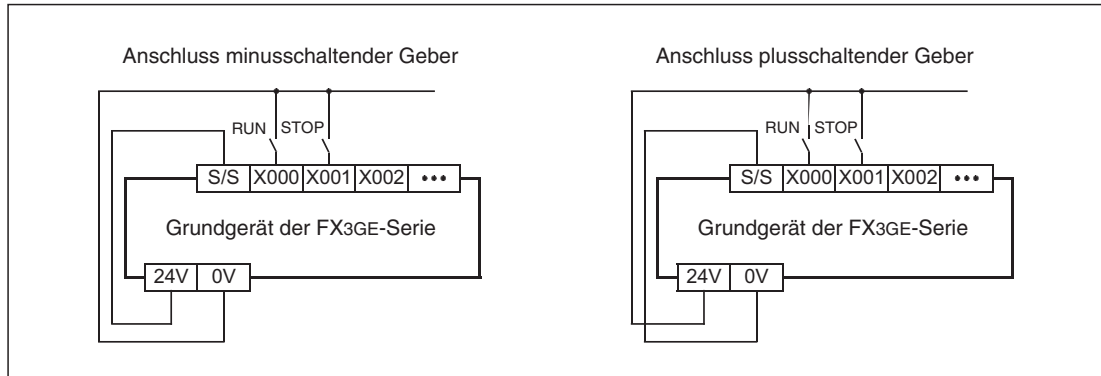 Anschluss minusschaltender Geber
RUN STOP
S/S X000 X001 X002 •••
Grundgerät der FX3GE-Serie
24V 0V
Anschluss plusschaltender Geber
RUN STOP
S/S X000 X001 X002 •••
Grundgerät der FX3GE-Serie
24V 0V